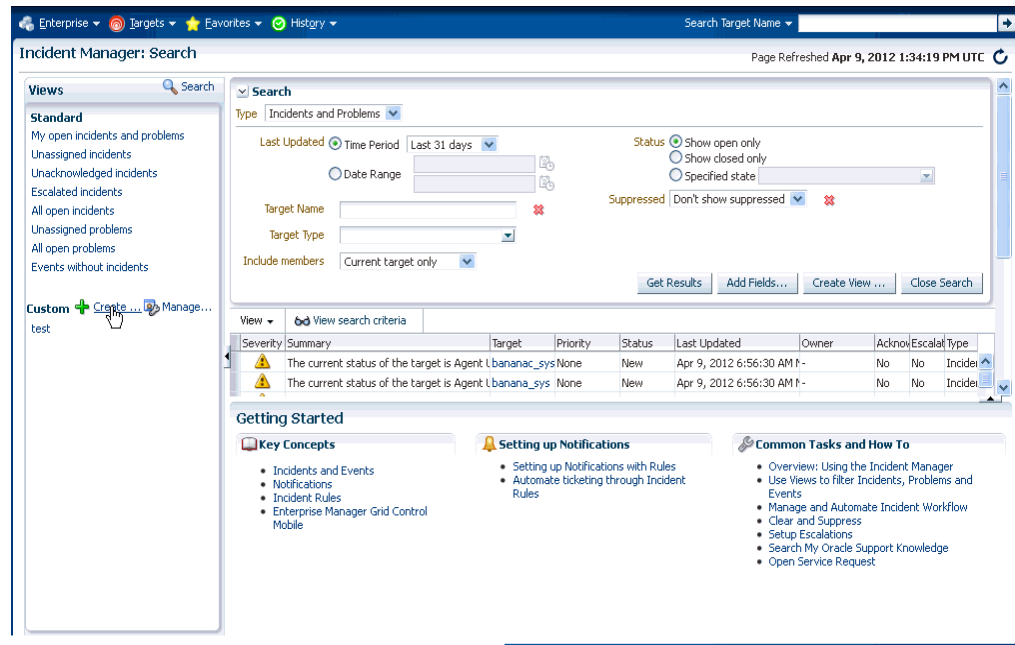 Enterprise Targets Favorites History Search Target Name
Incident Manager: Search
Page Refreshed Apr 9, 2012 1:34:19 PM UTC
Views Search
Standard
My open incidents and problems
Unassigned incidents
Unacknowledged incidents
Escalated incidents
All open incidents
Unassigned problems
All open problems
Events without incidents
Custom Create ... Manage...
test
Search
Type Incidents and Problems
Last Updated Time Period Last 31 days
Date Range
Target Name
Target Type
Include members Current target only
Status Show open only
Show closed only
Specified state
Suppressed Don't show suppressed
Get Results Add Fields... Create View ... Close Search
View View search criteria
Severity Summary Target Priority Status Last Updated Owner Acknov Escalat Type
The current status of the target is Agent bananac_sys None New Apr 9, 2012 6:56:30 AM - No No Incider
The current status of the target is Agent banana_sys None New Apr 9, 2012 6:56:30 AM - No No Incider
Getting Started
Key Concepts
Incidents and Events
Notifications
Incident Rules
Enterprise Manager Grid Control
Mobile
Setting up Notifications
Setting up Notifications with Rules
Automate ticketing through Incident
Rules
Common Tasks and How To
Overview: Using the Incident Manager
Use Views to filter Incidents, Problems and
Events
Manage and Automate Incident Workflow
Clear and Suppress
Setup Escalations
Search My Oracle Support Knowledge
Open Service Request